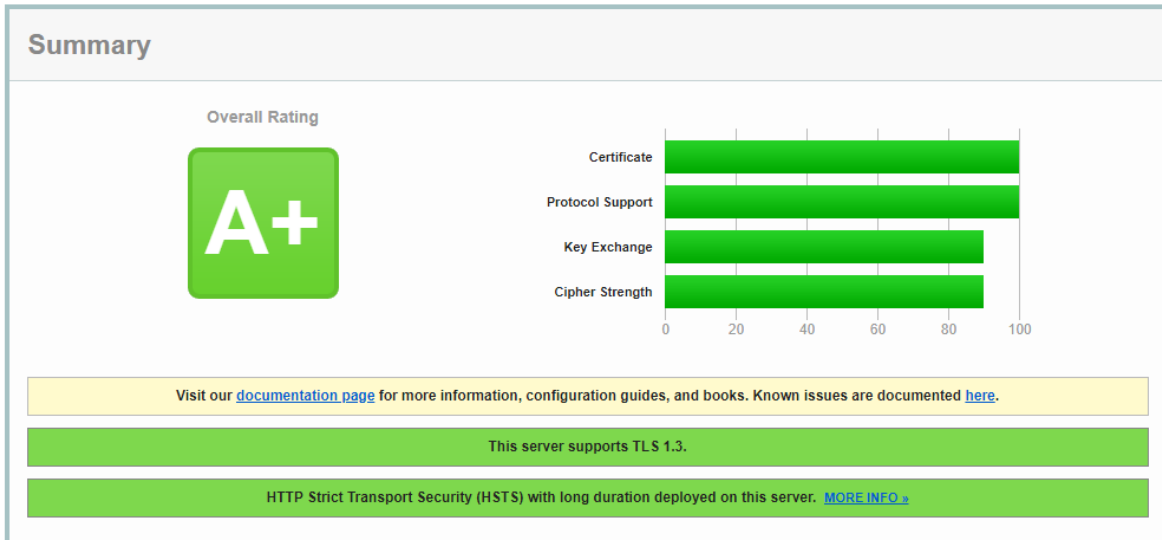 Summary
Overall Rating
A+
Certificate
Protocol Support
Key Exchange
Cipher Strength
0 20 40 60 80 100
Visit our documentation page for more information, configuration guides, and books. Known issues are documented here.
This server supports TLS 1.3.
HTTP Strict Transport Security (HSTS) with long duration deployed on this server. MORE INFO »